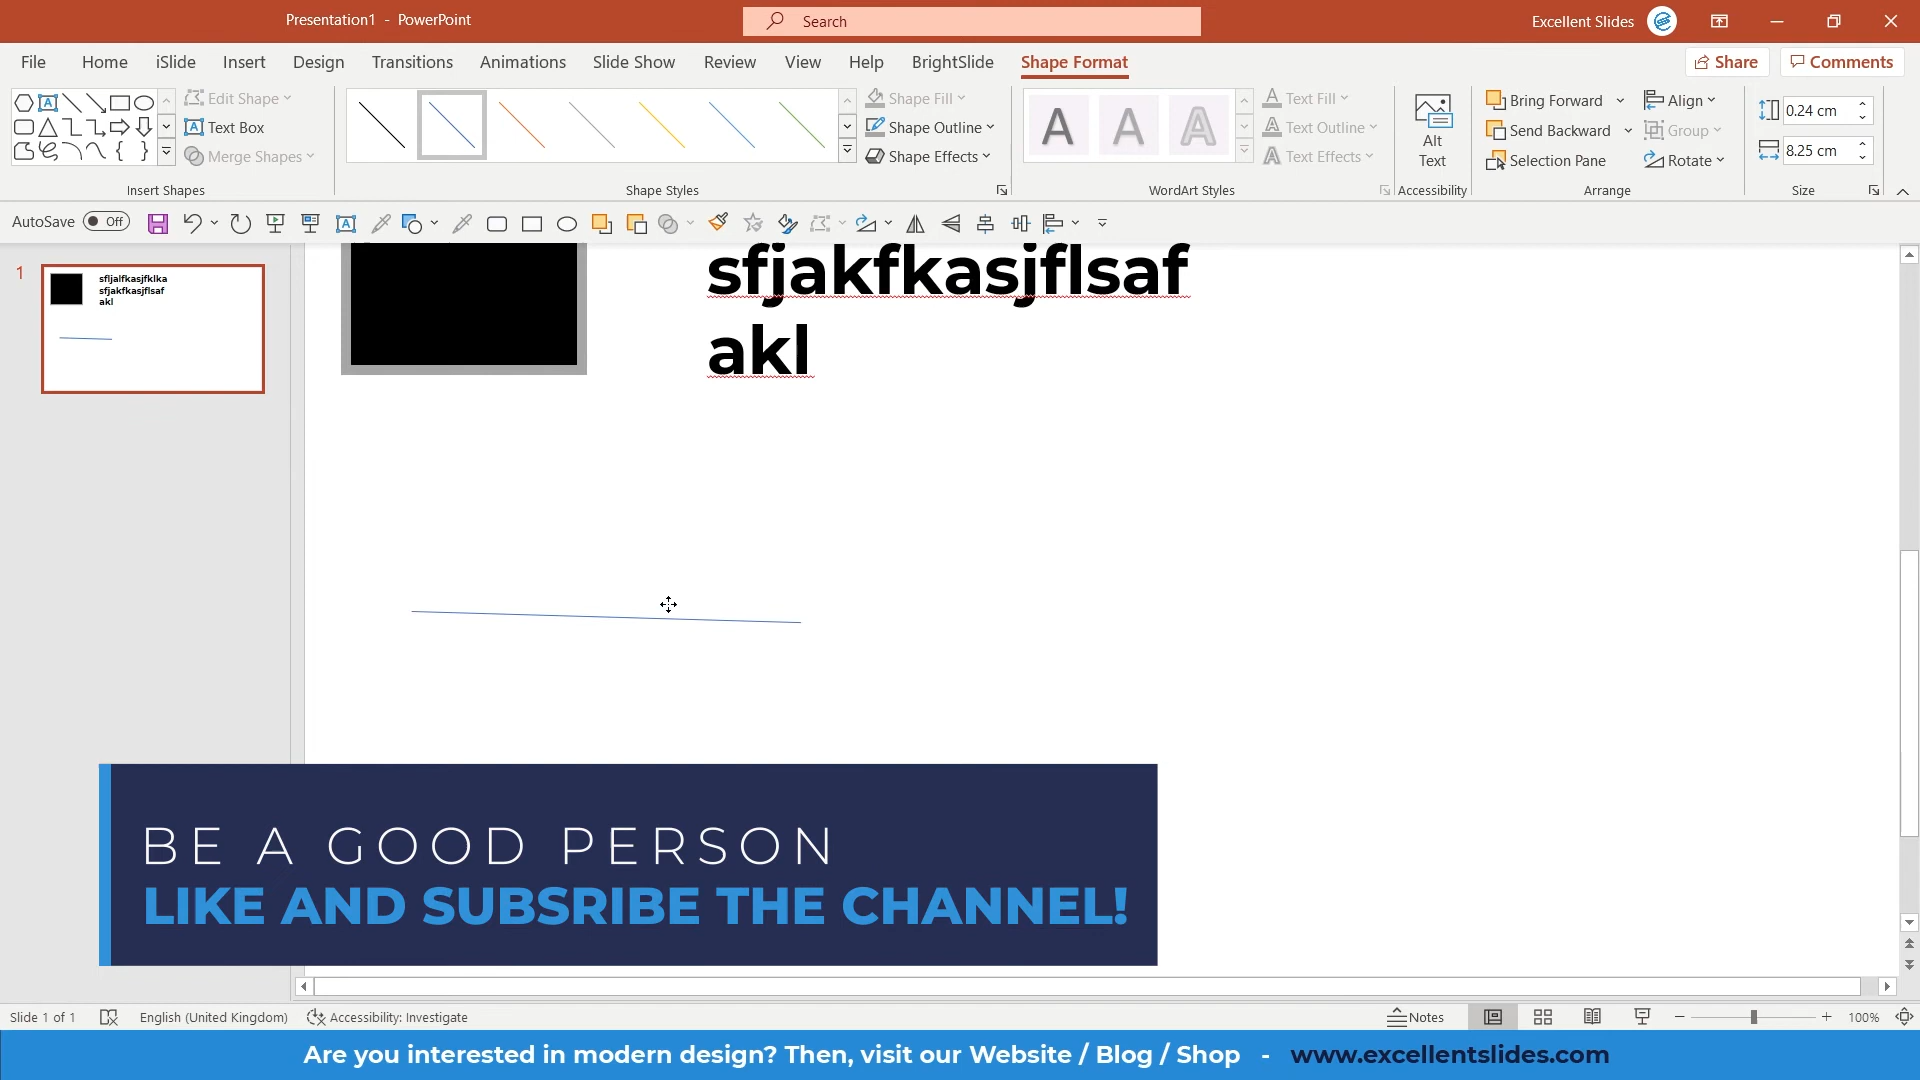 Presentation1 - PowerPoint
Search
Excellent Slides
File Home iSlide Insert Design Transitions Animations Slide Show Review View Help BrightSlide Shape Format
Share Comments
Edit Shape
Text Box
Merge Shapes
Insert Shapes
Shape Fill
Shape Outline
Shape Effects
Shape Styles
A A A
Text Fill
Text Outline
Text Effects
WordArt Styles
Alt
Text
Accessibility
Bring Forward
Send Backward
Selection Pane
Align
Group
Rotate
Arrange
0.24 cm
8.25 cm
Size
AutoSave Off
1
sfljalfkasjfklka
sfjakfkasjflsaf
akl
sfjakfkasjflsaf
akl
BE A GOOD PERSON
LIKE AND SUBSRIBE THE CHANNEL!
Slide 1 of 1
English (United Kingdom)
Accessibility: Investigate
Notes
100%
Are you interested in modern design? Then, visit our Website / Blog / Shop - www.excellentslides.com